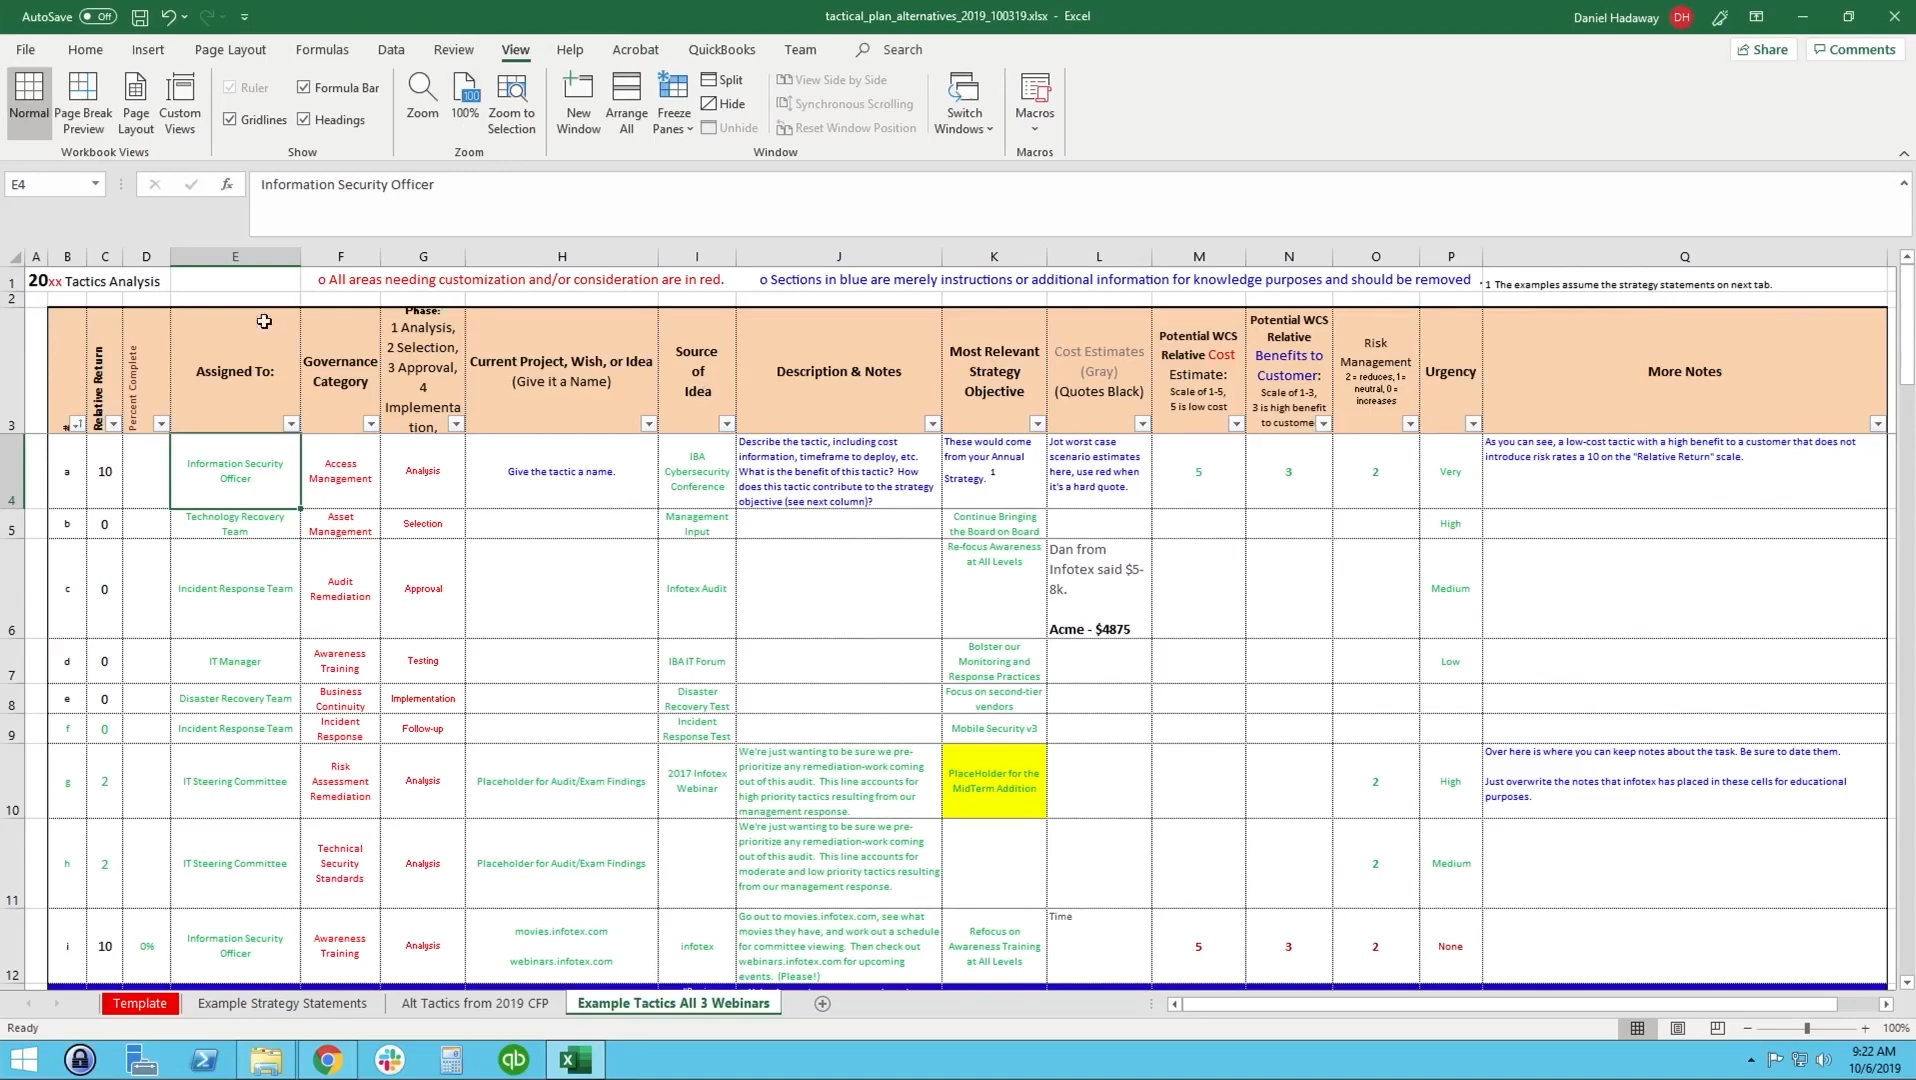 AutoSave Off
tactical_plan_alternatives_2019_100319.xlsx - Excel
Daniel Hadaway DH
File Home Insert Page Layout Formulas Data Review View Help Acrobat QuickBooks Team Search
Share Comments
Normal
Page Break Preview
Page Layout
Custom Views
Workbook Views
Ruler
Formula Bar
Gridlines
Headings
Show
Zoom
100
100%
Zoom to Selection
Zoom
New Window
Arrange All
Freeze Panes
Split
Hide
Unhide
View Side by Side
Synchronous Scrolling
Reset Window Position
Window
Switch Windows
Macros
Macros
E4
fx
Information Security Officer
A B C D E F G H I J K L M N O P Q
1
20xx Tactics Analysis
o All areas needing customization and/or consideration are in red.
o Sections in blue are merely instructions or additional information for knowledge purposes and should be removed .
1 The examples assume the strategy statements on next tab.
2
3
Relative Return
Percent Complete
Assigned To:
Governance
Category
Phase:
1 Analysis,
2 Selection,
3 Approval,
4
Implementa
tion,
Current Project, Wish, or Idea
(Give it a Name)
Source
of
Idea
Description & Notes
Most Relevant
Strategy
Objective
Cost Estimates
(Gray)
(Quotes Black)
Potential WCS
Relative Cost
Estimate:
Scale of 1-5,
5 is low cost
Potential WCS
Relative
Benefits to
Customer:
Scale of 1-3,
3 is high benefit
to custome
Risk
Management
2 = reduces, 1 =
neutral, 0 =
increases
Urgency
More Notes
4
a
10
Information Security
Officer
Access
Management
Analysis
Give the tactic a name.
IBA
Cybersecurity
Conference
Describe the tactic, including cost
information, timeframe to deploy, etc.
What is the benefit of this tactic? How
does this tactic contribute to the strategy
objective (see next column)?
These would come
from your Annual
Strategy. 1
Jot worst case
scenario estimates
here, use red when
it's a hard quote.
5
3
2
Very
As you can see, a low-cost tactic with a high benefit to a customer that does not
introduce risk rates a 10 on the "Relative Return" scale.
5
b
0
Technology Recovery
Team
Asset
Management
Selection
Management
Input
Continue Bringing
the Board on Board
High
6
c
0
Incident Response Team
Audit
Remediation
Approval
Infotex Audit
Re-focus Awareness
at All Levels
Dan from
Infotex said $5-
8k.
Acme - $4875
Medium
7
d
0
IT Manager
Awareness
Training
Testing
IBA IT Forum
Bolster our
Monitoring and
Response Practices
Low
8
e
0
Disaster Recovery Team
Business
Continuity
Implementation
Disaster
Recovery Test
Focus on second-tier
vendors
9
f
0
Incident Response Team
Incident
Response
Follow-up
Incident
Response Test
Mobile Security v3
10
g
2
IT Steering Committee
Risk
Assessment
Remediation
Analysis
Placeholder for Audit/Exam Findings
2017 Infotex
Webinar
We're just wanting to be sure we pre-
prioritize any remediation-work coming
out of this audit. This line accounts for
high priority tactics resulting from our
management response.
PlaceHolder for the
MidTerm Addition
2
High
Over here is where you can keep notes about the task. Be sure to date them.
Just overwrite the notes that infotex has placed in these cells for educational
purposes.
11
h
2
IT Steering Committee
Technical
Security
Standards
Analysis
Placeholder for Audit/Exam Findings
We're just wanting to be sure we pre-
prioritize any remediation-work coming
out of this audit. This line accounts for
moderate and low priority tactics resulting
from our management response.
2
Medium
12
i
10
0%
Information Security
Officer
Awareness
Training
Analysis
movies.infotex.com
webinars.infotex.com
infotex
Go out to movies.infotex.com, see what
movies they have, and work out a schedule
for committee viewing. Then check out
webinars.infotex.com for upcoming
events. (Please!)
Refocus on
Awareness Training
at All Levels
Time
5
3
2
None
Template Example Strategy Statements Alt Tactics from 2019 CFP Example Tactics All 3 Webinars
Ready
100%
9:22 AM
10/6/2019